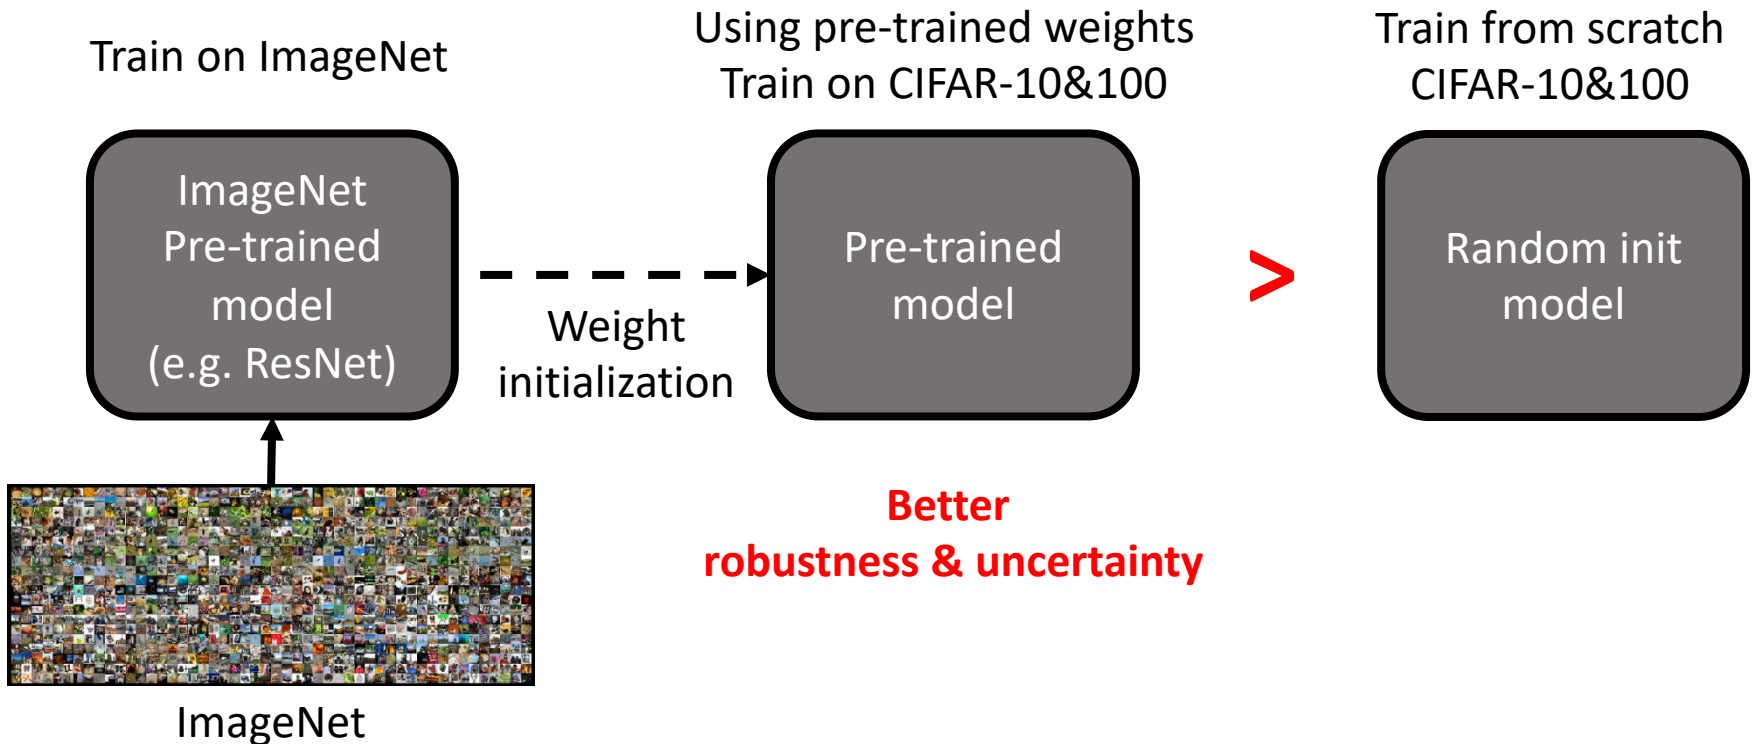 Train on ImageNet
Using pre-trained weights
Train on CIFAR-10&100
Train from scratch
CIFAR-10&100
ImageNet
Pre-trained
model
(e.g. ResNet)
Weight
initialization
Pre-trained
model
>
Random init
model
Better
robustness & uncertainty
ImageNet